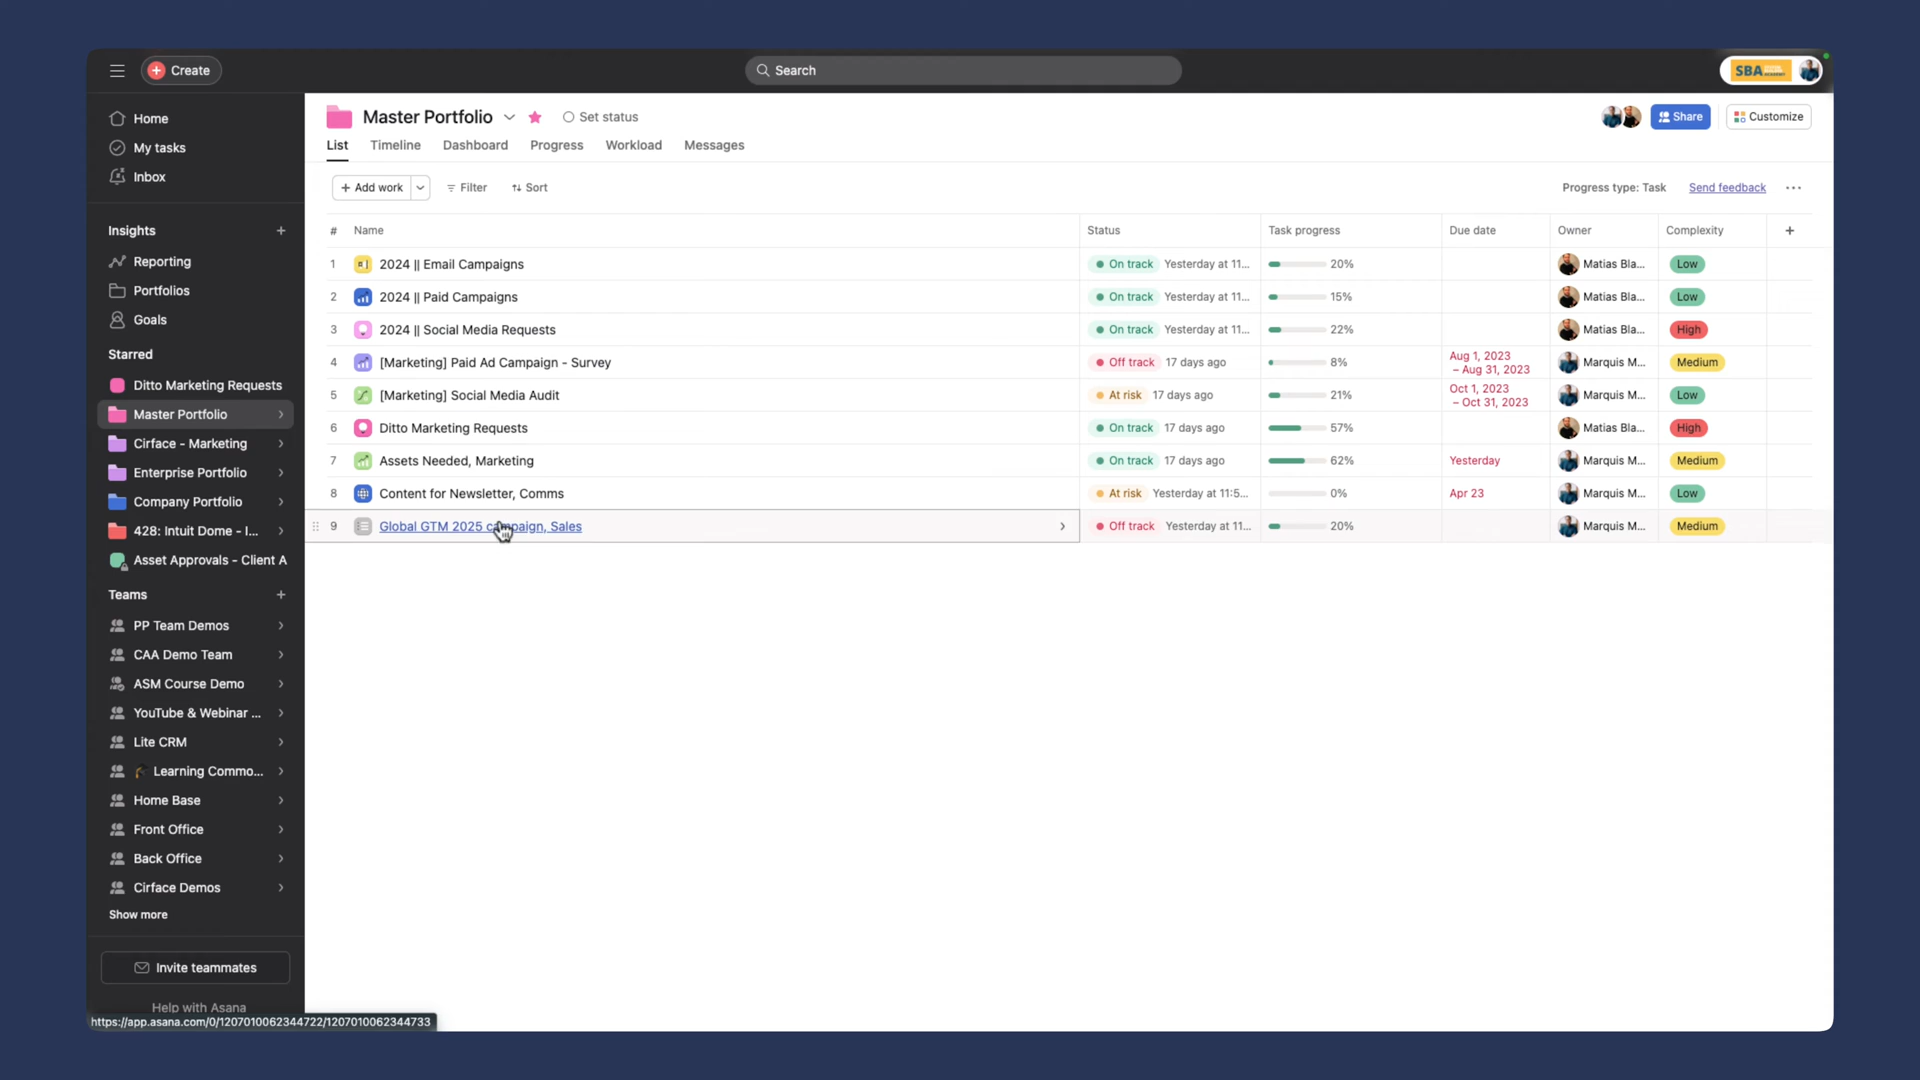 Create
Search
SBA
Home
My tasks
Inbox
Insights
Reporting
Portfolios
Goals
Starred
Ditto Marketing Requests
Master Portfolio
Cirface - Marketing
Enterprise Portfolio
Company Portfolio
428: Intuit Dome - I...
Asset Approvals - Client A
Teams
PP Team Demos
CAA Demo Team
ASM Course Demo
YouTube & Webinar ...
Lite CRM
Learning Commo...
Home Base
Front Office
Back Office
Cirface Demos
Show more
Invite teammates
Help with Asana
https://app.asana.com/0/1207010062344722/1207010062344733
Master Portfolio Set status
Share Customize
List Timeline Dashboard Progress Workload Messages
+ Add work Filter Sort
Progress type: Task Send feedback ...
# Name Status Task progress Due date Owner Complexity +
1 2024 || Email Campaigns On track Yesterday at 11... 20% Matias Bla... Low
2 2024 || Paid Campaigns On track Yesterday at 11... 15% Matias Bla... Low
3 2024 || Social Media Requests On track Yesterday at 11... 22% Matias Bla... High
4 [Marketing] Paid Ad Campaign - Survey Off track 17 days ago 8% Aug 1, 2023
– Aug 31, 2023 Marquis M... Medium
5 [Marketing] Social Media Audit At risk 17 days ago 21% Oct 1, 2023
– Oct 31, 2023 Marquis M... Low
6 Ditto Marketing Requests On track 17 days ago 57% Matias Bla... High
7 Assets Needed, Marketing On track 17 days ago 62% Yesterday Marquis M... Medium
8 Content for Newsletter, Comms At risk Yesterday at 11:5... 0% Apr 23 Marquis M... Low
9 Global GTM 2025 campaign, Sales Off track Yesterday at 11... 20% Marquis M... Medium